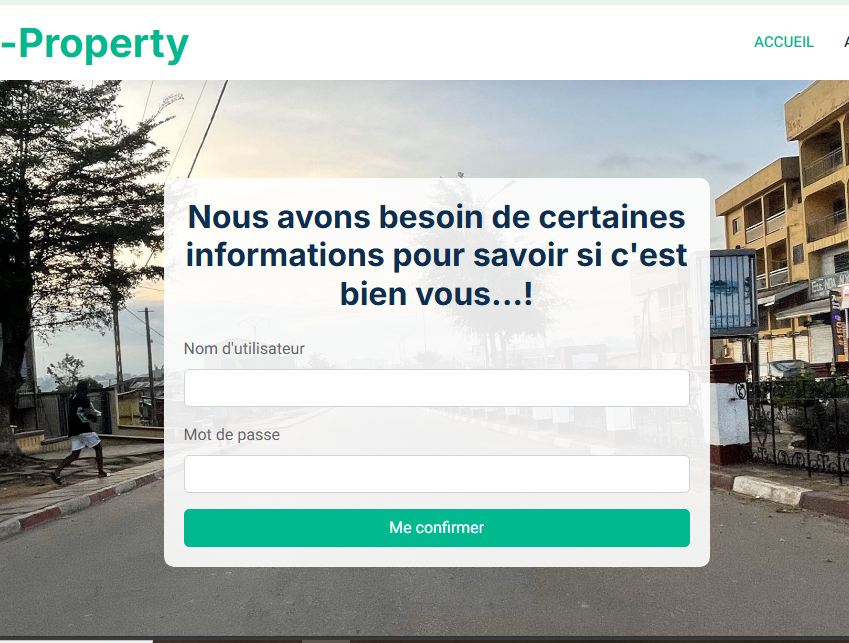 -Property
ACCUEIL
Nous avons besoin de certaines
informations pour savoir si c'est
bien vous...!
Nom d'utilisateur
Mot de passe
Me confirmer